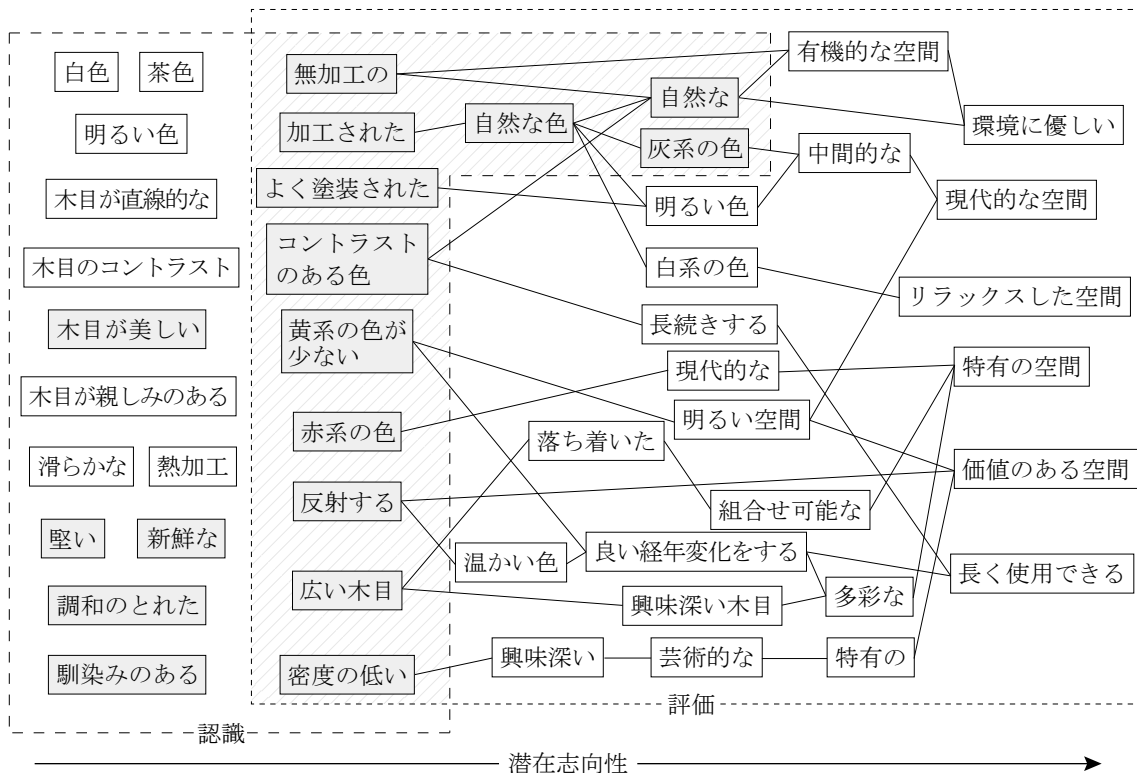 白色
茶色
明るい色
木目が直線的な
木目のコントラスト
木目が美しい
木目が親しみのある
滑らかな
熱加工
堅い
新鮮な
調和のとれた
馴染みのある
認識
無加工の
加工された
よく塗装された
コントラスト
のある色
黄系の色が
少ない
赤系の色
反射する
広い木目
密度の低い
自然な色
自然な
灰系の色
明るい色
白系の色
長続きする
現代的な
明るい空間
落ち着いた
組合せ可能な
温かい色
良い経年変化をする
興味深い木目
多彩な
興味深い
芸術的な
特有の
有機的な空間
環境に優しい
中間的な
現代的な空間
リラックスした空間
特有の空間
価値のある空間
長く使用できる
評価
潜在志向性